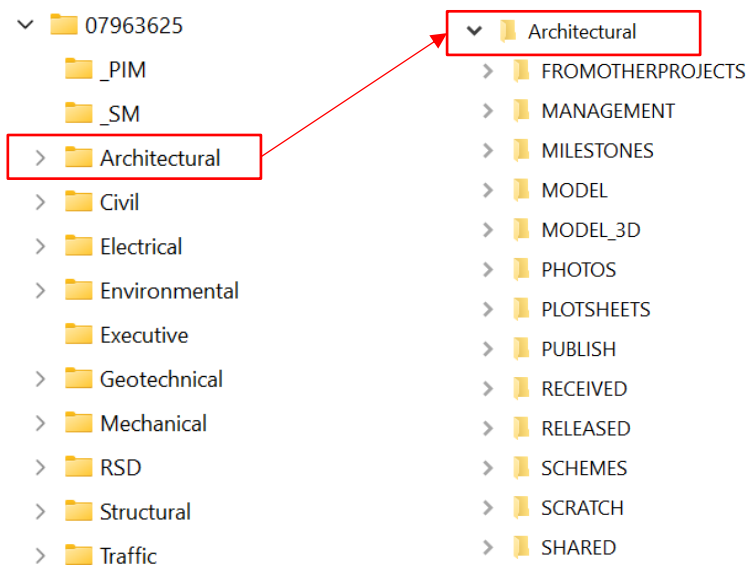 07963625
_PIM
_SM
Architectural
Civil
Electrical
Environmental
Executive
Geotechnical
Mechanical
RSD
Structural
Traffic
Architectural
FROMOTHERPROJECTS
MANAGEMENT
MILESTONES
MODEL
MODEL_3D
PHOTOS
PLOTSHEETS
PUBLISH
RECEIVED
RELEASED
SCHEMES
SCRATCH
SHARED